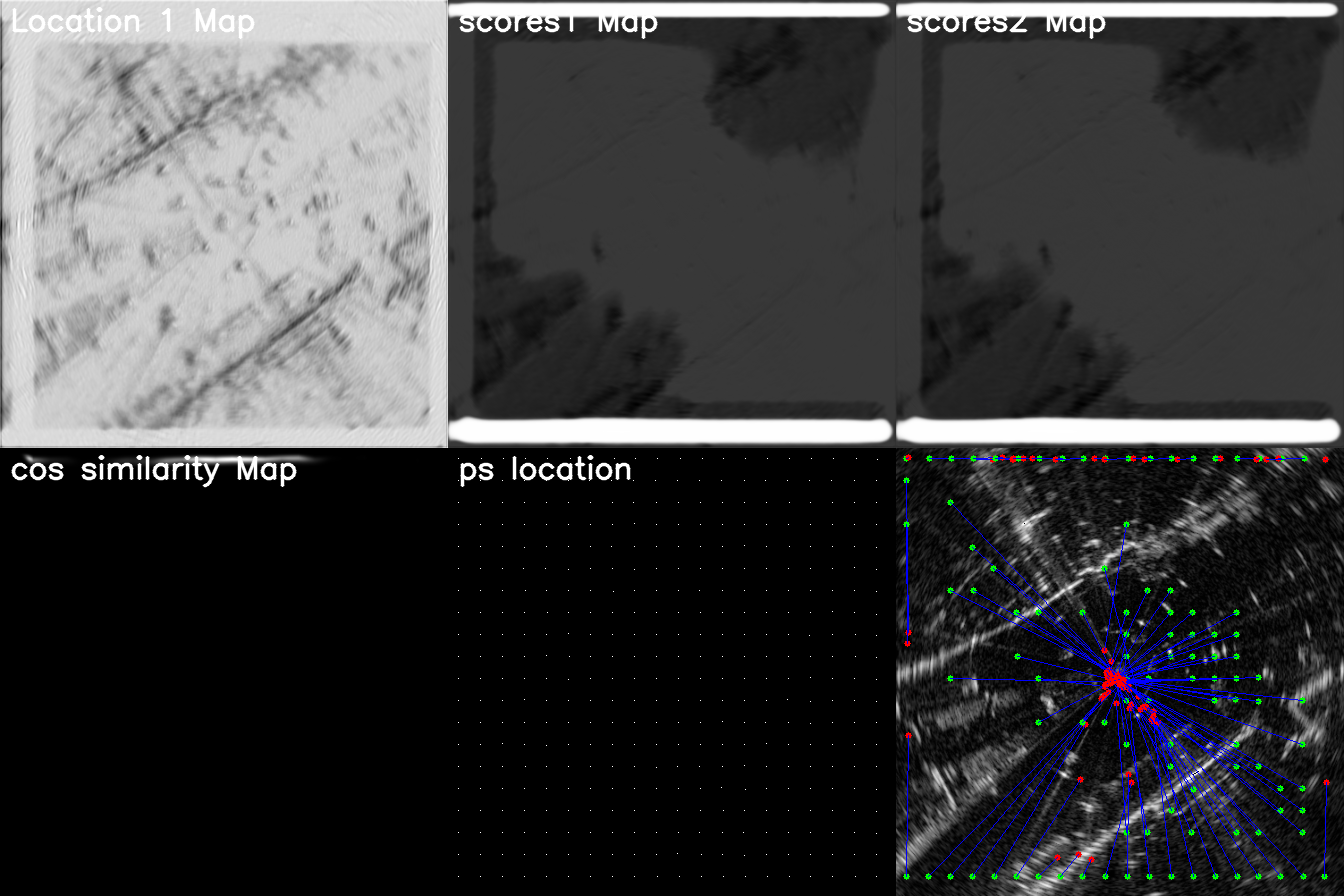 Location 1 Map
scores1 Map
scores2 Map
cos similarity Map
ps location